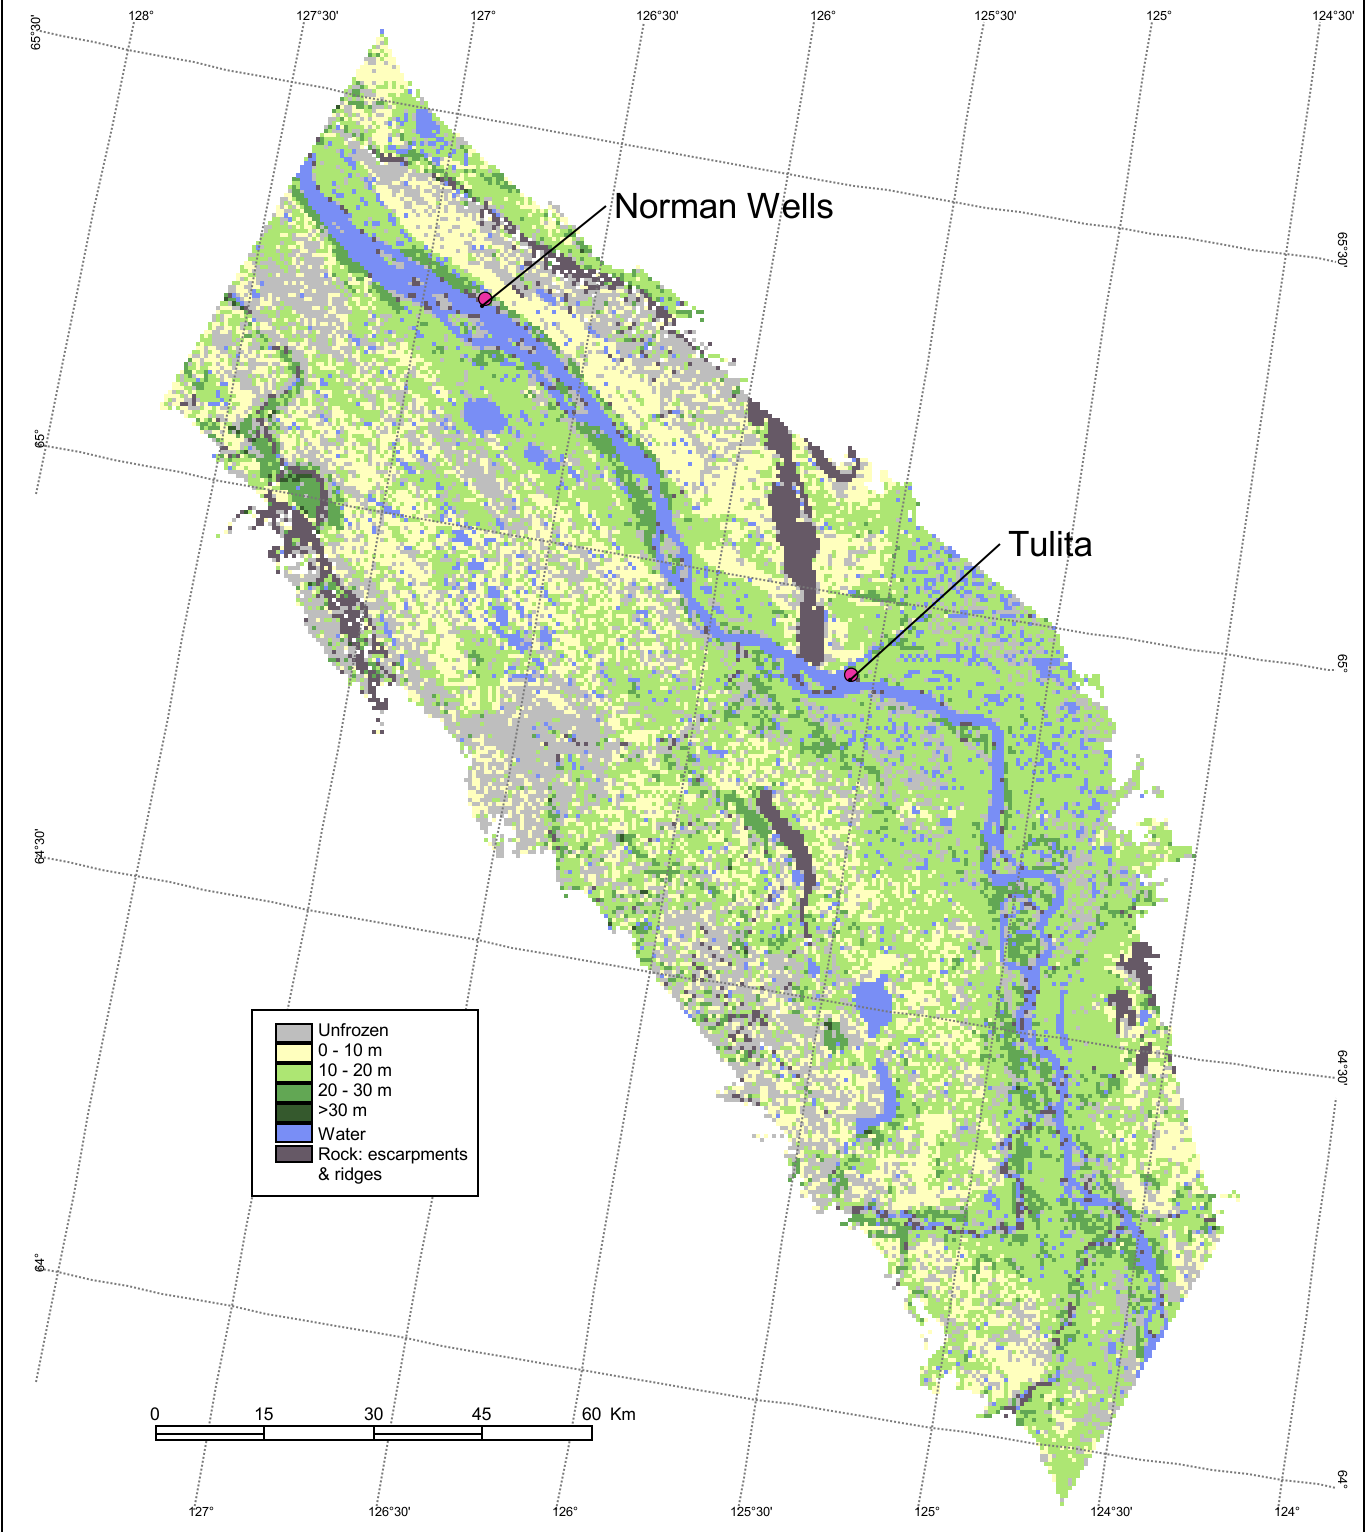 128°
127°30'
127°
126°30'
126°
125°30'
125°
124°30'
65°30'
65°30'
Norman Wells
65°
Tulita
65°
64°30'
Unfrozen
0 - 10 m
10 - 20 m
20 - 30 m
>30 m
Water
Rock: escarpments
& ridges
64°30'
64°
0 15 30 45 60 Km
64°
127°
126°30'
126°
125°30'
125°
124°30'
124°